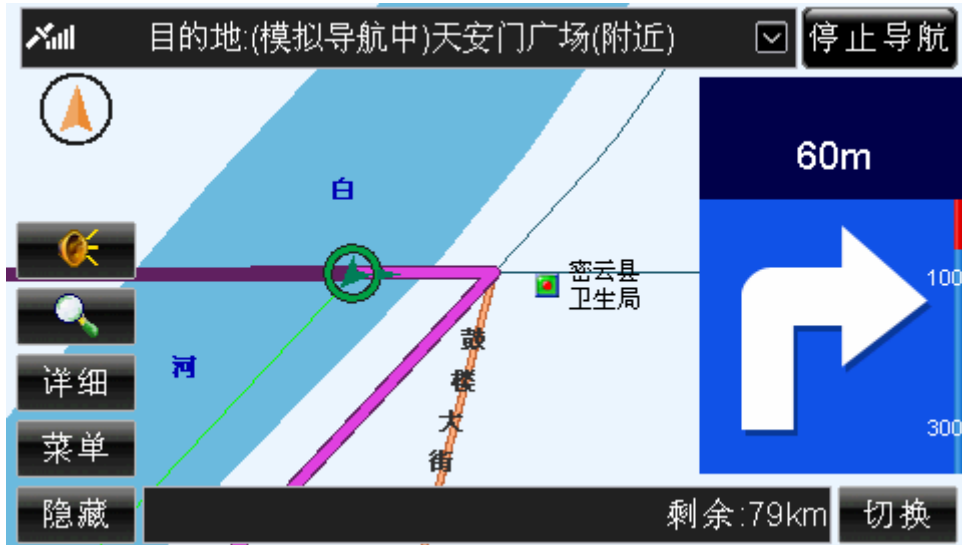 目的地:(模拟导航中)天安门广场(附近)
停止导航
60m
白
密云县
卫生局
100
鼓楼大街
河
详细
300
菜单
隐藏
剩余:79km
切换